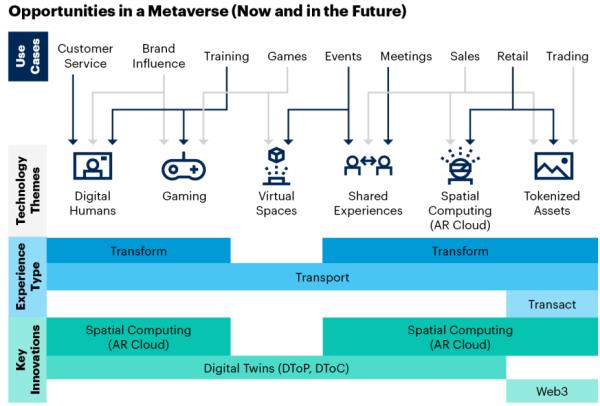 Opportunities in a Metaverse (Now and in the Future)
Use
Cases
Customer
Service
Brand
Influence
Training
Games
Events
Meetings
Sales
Retail
Trading
Technology
Themes
Digital
Humans
Gaming
Virtual
Spaces
Shared
Experiences
Spatial
Computing
(AR Cloud)
Tokenized
Assets
Experience
Type
Transform
Transform
Transport
Transact
Key
Innovations
Spatial Computing
(AR Cloud)
Spatial Computing
(AR Cloud)
Digital Twins (DToP, DToC)
Web3